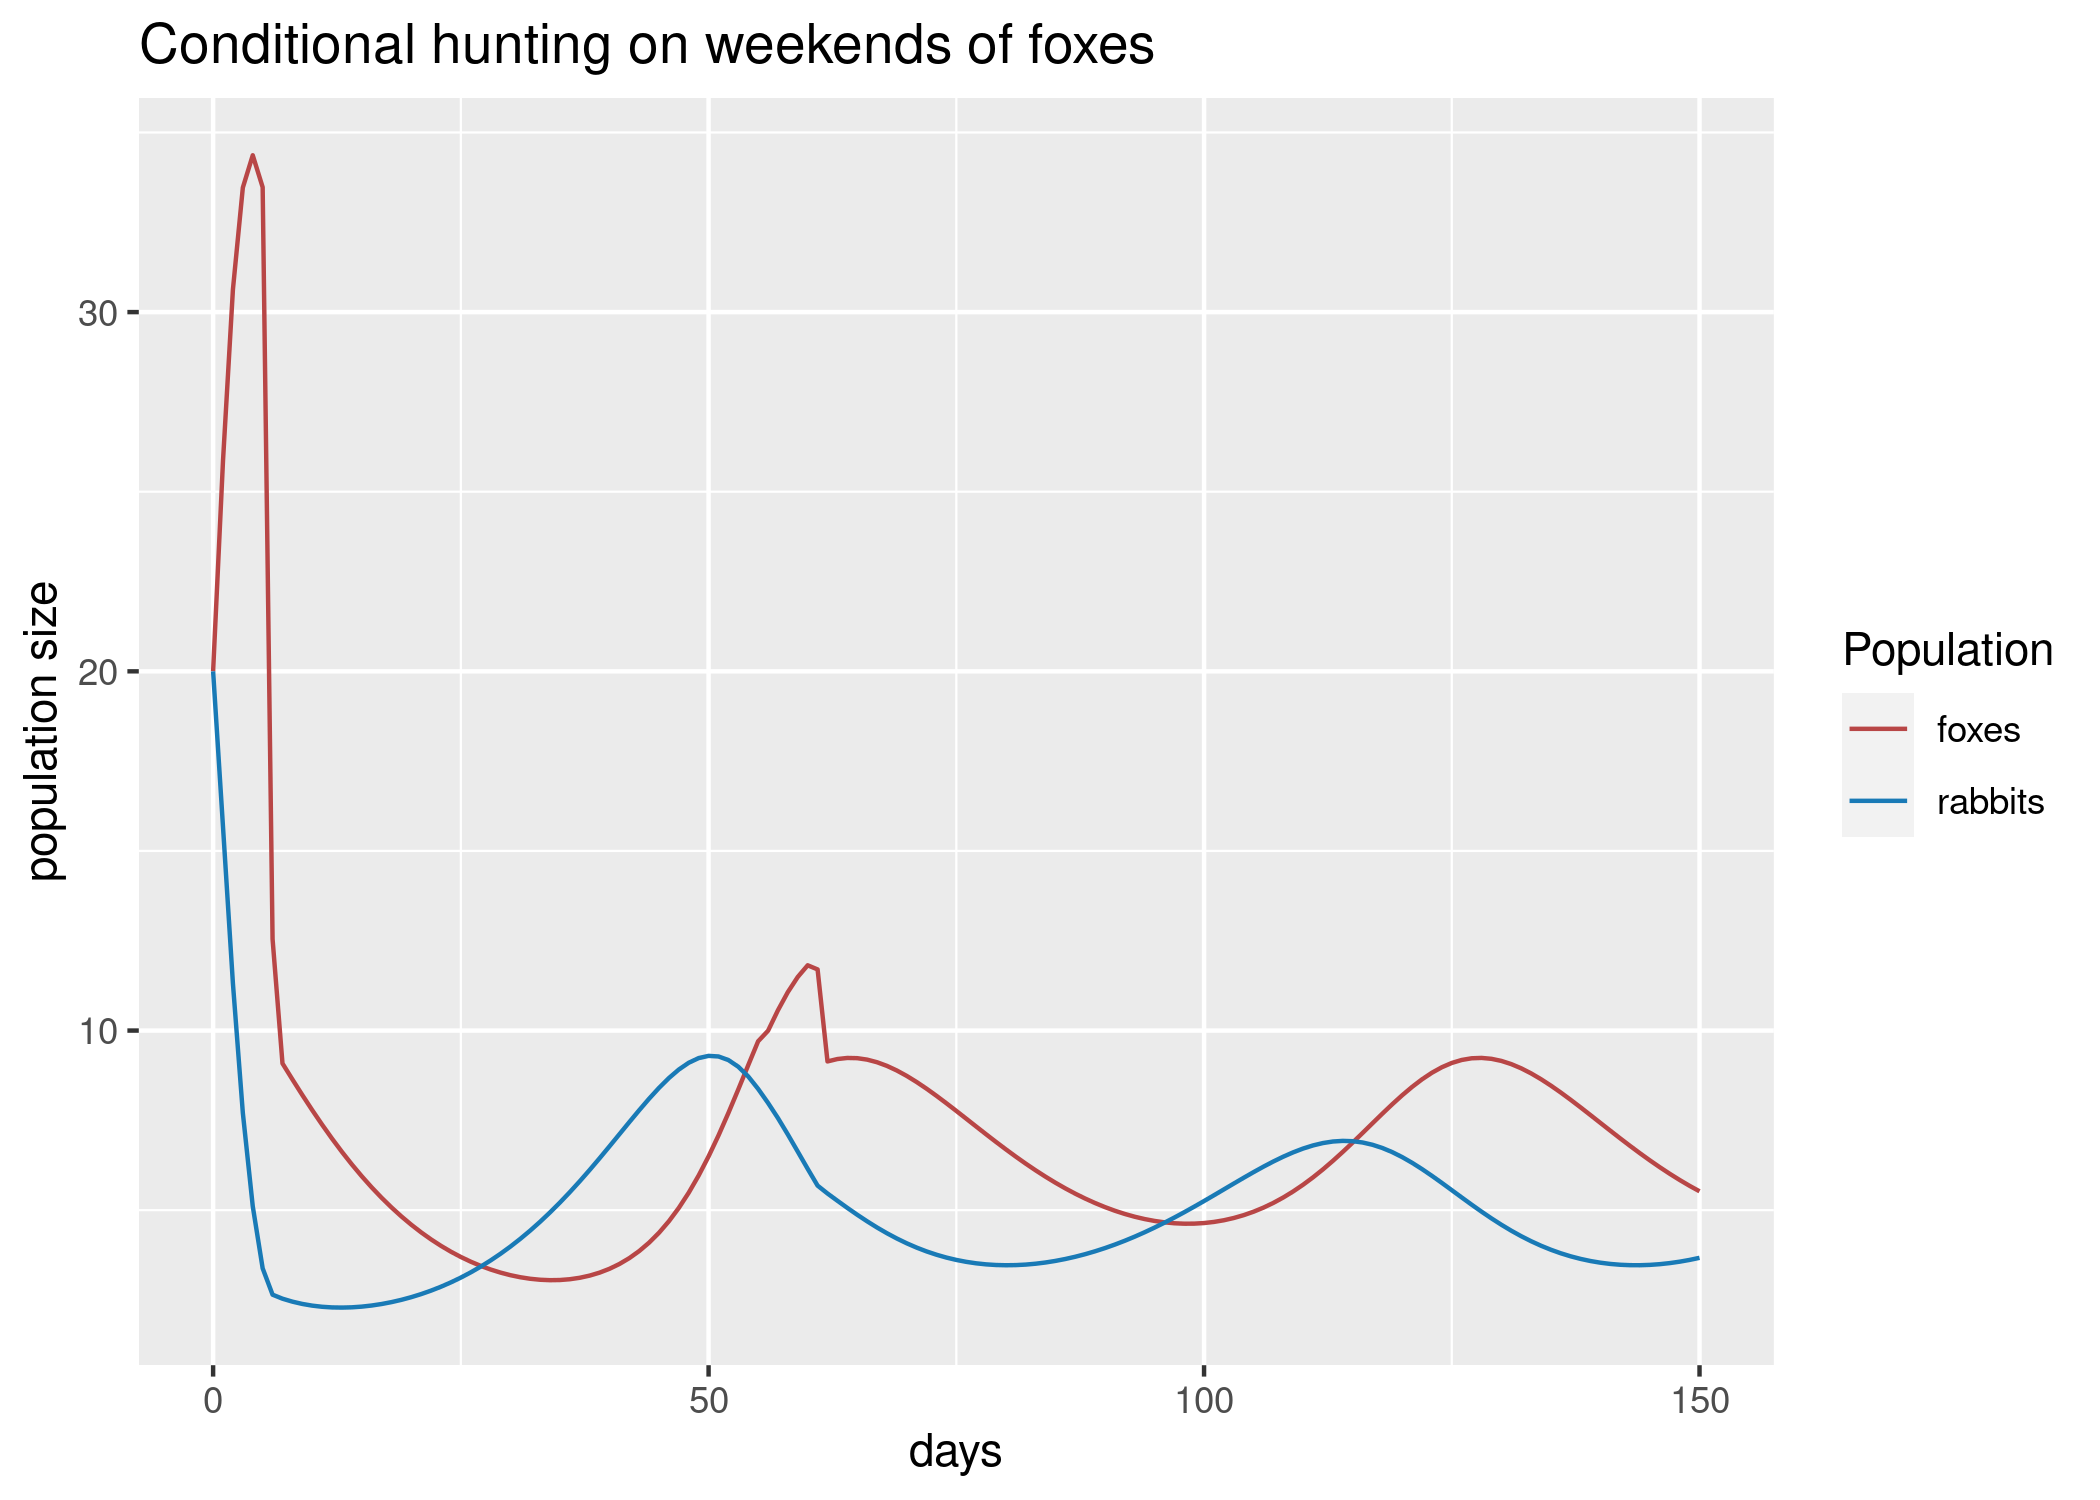 Conditional hunting on weekends of foxes
population size
30
20
10
0
50
100
150
days
Population
foxes
rabbits